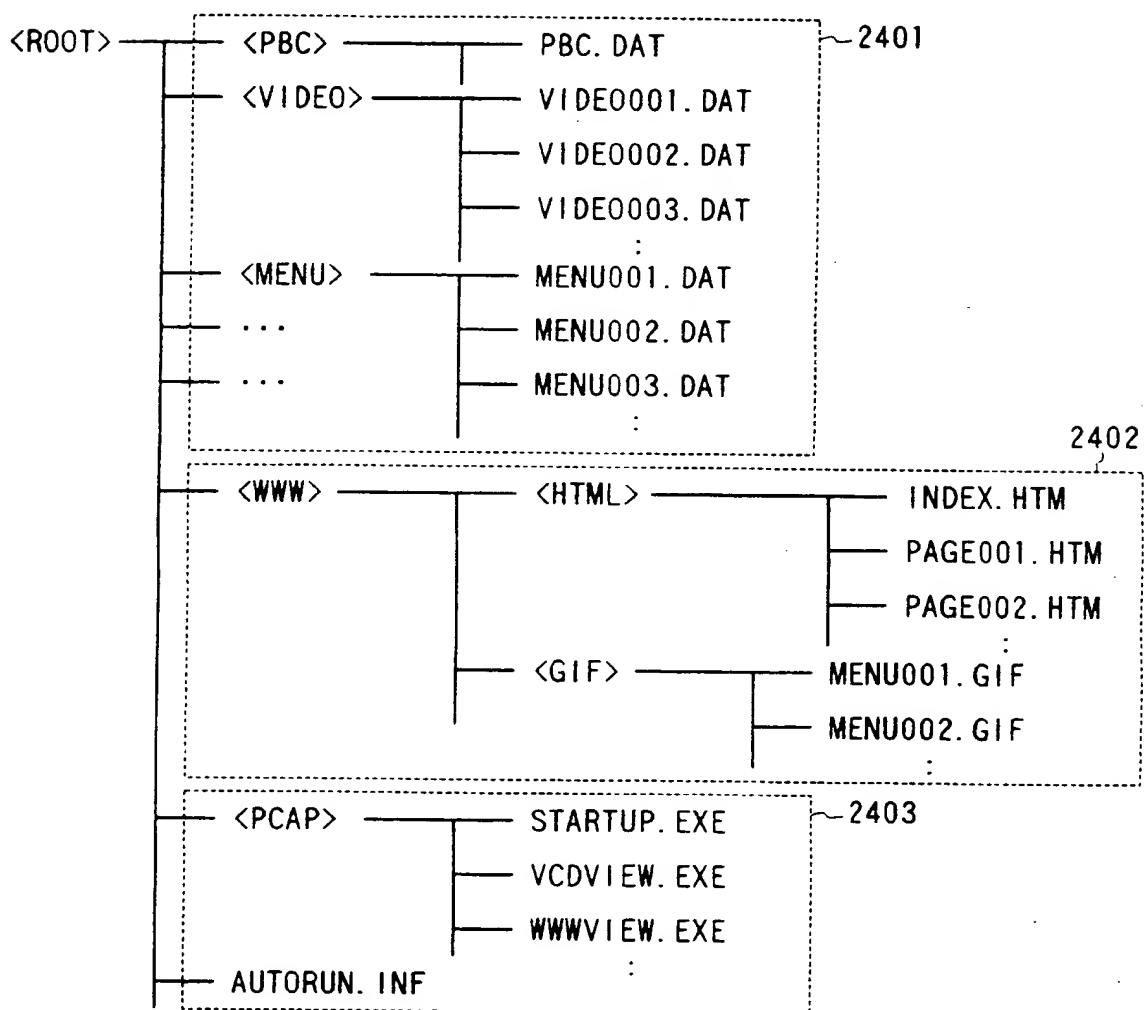 <ROOT> <PBC> PBC.DAT 2401
<VIDEO> VIDEO001.DAT
VIDEO002.DAT
VIDEO003.DAT
:
<MENU> MENU001.DAT
... MENU002.DAT
... MENU003.DAT
:
2402
<WWW> <HTML> INDEX.HTM
PAGE001.HTM
PAGE002.HTM
:
<GIF> MENU001.GIF
MENU002.GIF
:
<PCAP> STARTUP.EXE 2403
VCDVIEW.EXE
WWWVIEW.EXE
:
AUTORUN.INF